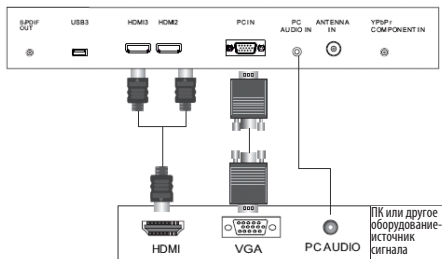 S/PDIF
OUT
USB3
HDMI3 HDMI2
PC IN
PC
AUDIO IN
ANTENNA
IN
YPbPr
COMPONENT IN
HDMI
VGA
PC AUDIO
ПК или другое
оборудование-
источник
сигнала